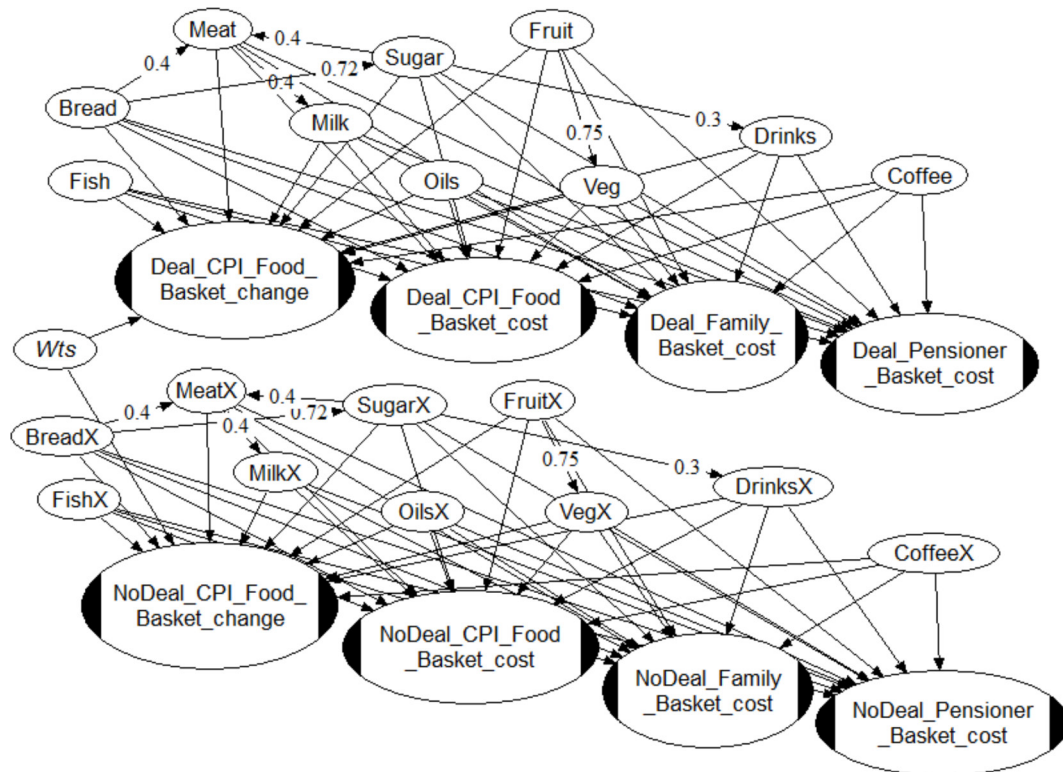 Meat
Fruit
0.4
Sugar
0.4
0.72
0.4
Bread
Milk
0.3
0.75
Drinks
Fish
Oils
Veg
Coffee
Deal_CPI_Food_
Basket_change
Deal_CPI_Food
_Basket_cost
Deal_Family_
Basket_cost
Deal_Pensioner
_Basket_cost
Wts
MeatX
0.4
SugarX
FruitX
0.4
0.72
BreadX
0.4
MilkX
0.75
0.3
DrinksX
FishX
OilsX
VegX
CoffeeX
NoDeal_CPI_Food_
Basket_change
NoDeal_CPI_Food
_Basket_cost
NoDeal_Family
_Basket_cost
NoDeal_Pensioner
_Basket_cost